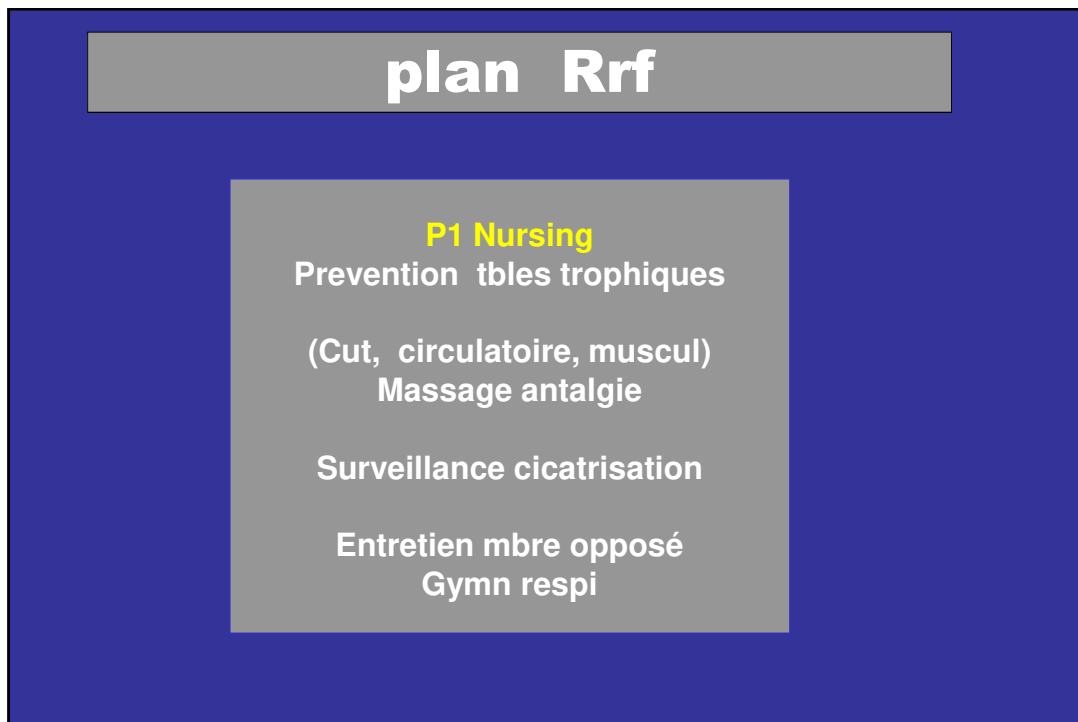 plan Rrf
P1 Nursing
Prevention tbles trophiques
(Cut, circulatoire, muscul)
Massage antalgie
Surveillance cicatrisation
Entretien mbre opposé
Gymn respi